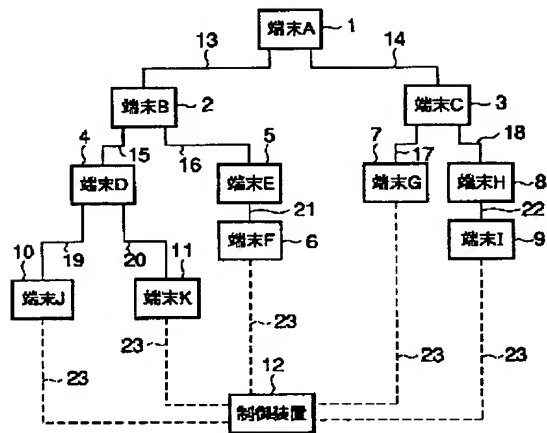 端末A 1
13 14
端末B 2
端末C 3
4 15 16 5 7 17 18
端末D
端末E
端末G
端末H 8
21 22
端末F 6
端末I 9
10 19 20 11
端末J
端末K
23 23 23 23 23
12
制御装置